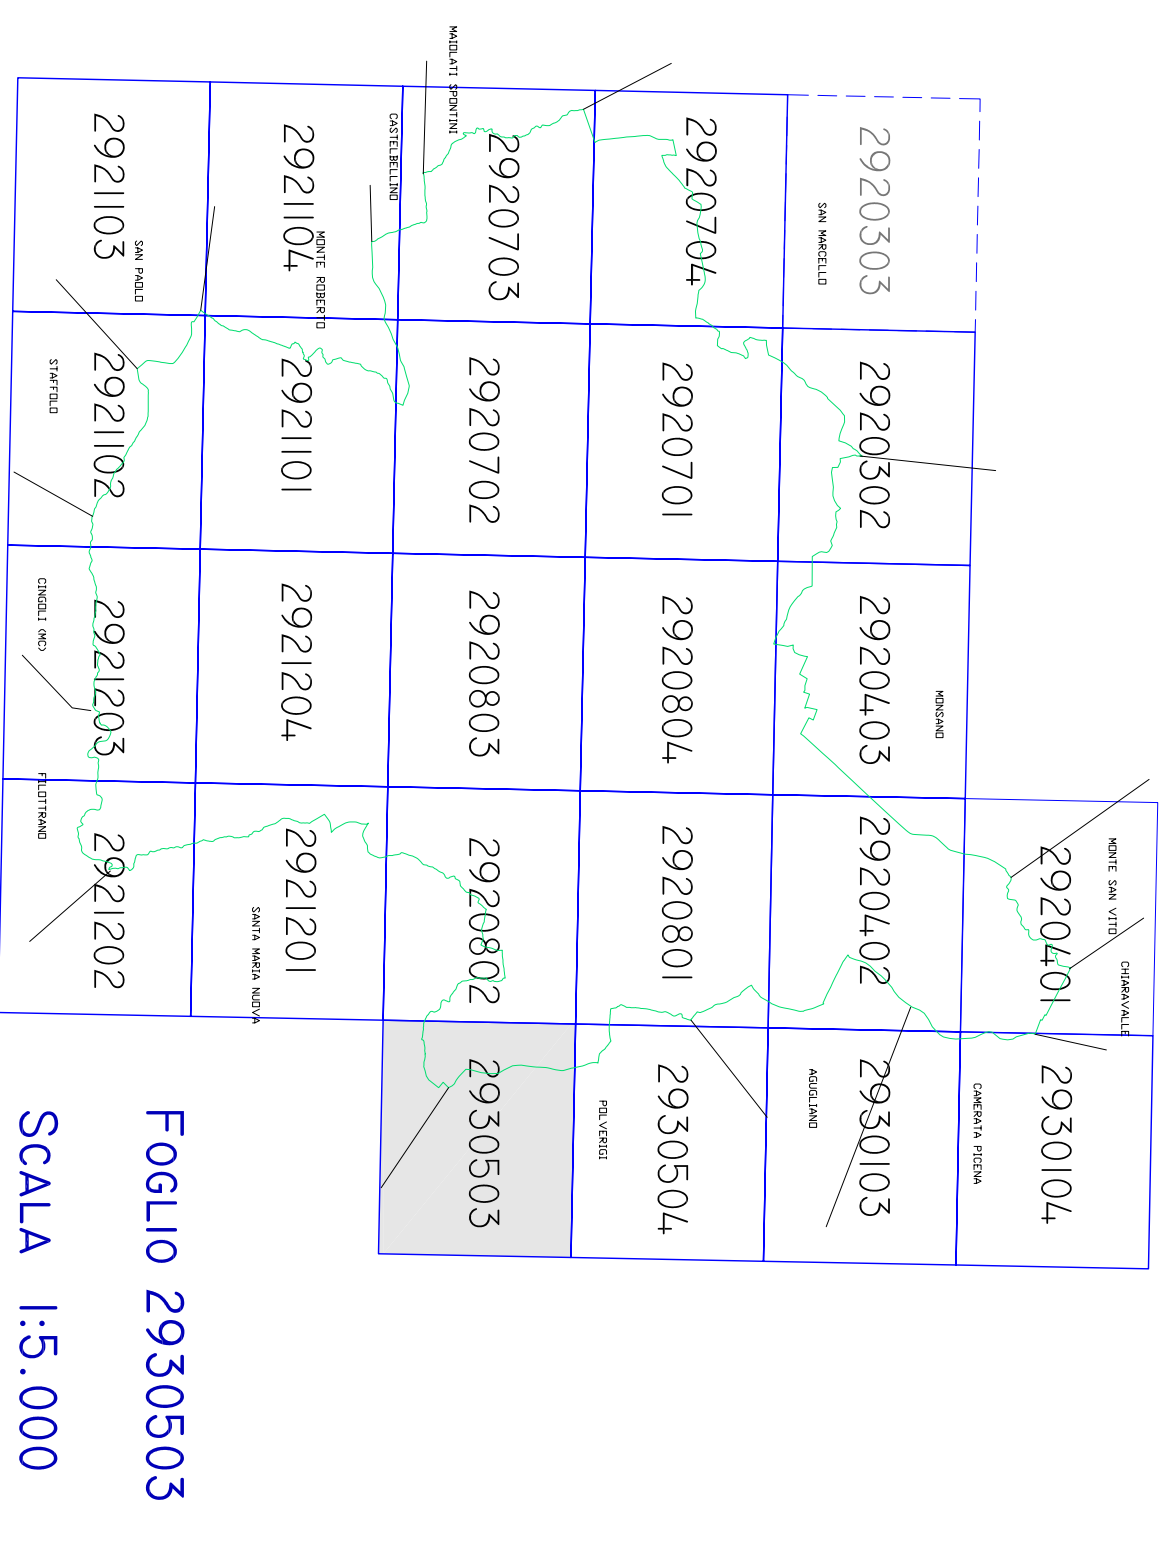 CHIARAVALLE
MONTE SAN VITO
2920401
2930104
CAMERATA PICENA
MONSANO
2920303
2920302
2920403
2920402
2930103
SAN MARCELLO
AGUGLIANO
2920704
2920701
2920804
2920801
2930504
POLVERIGI
2920703
2920702
2920803
2920802
2930503
MAIOLATI SPONTINI
CASTELBELLINO
MONTE ROBERTO
2921104
2921101
2921204
2921201
SANTA MARIA NUOVA
SAN PAOLO
2921103
2921102
2921203
2921202
STAFFOLO
CINGOLI (MC)
FILOTTRANO
FOGLIO 2930503
SCALA 1:5.000